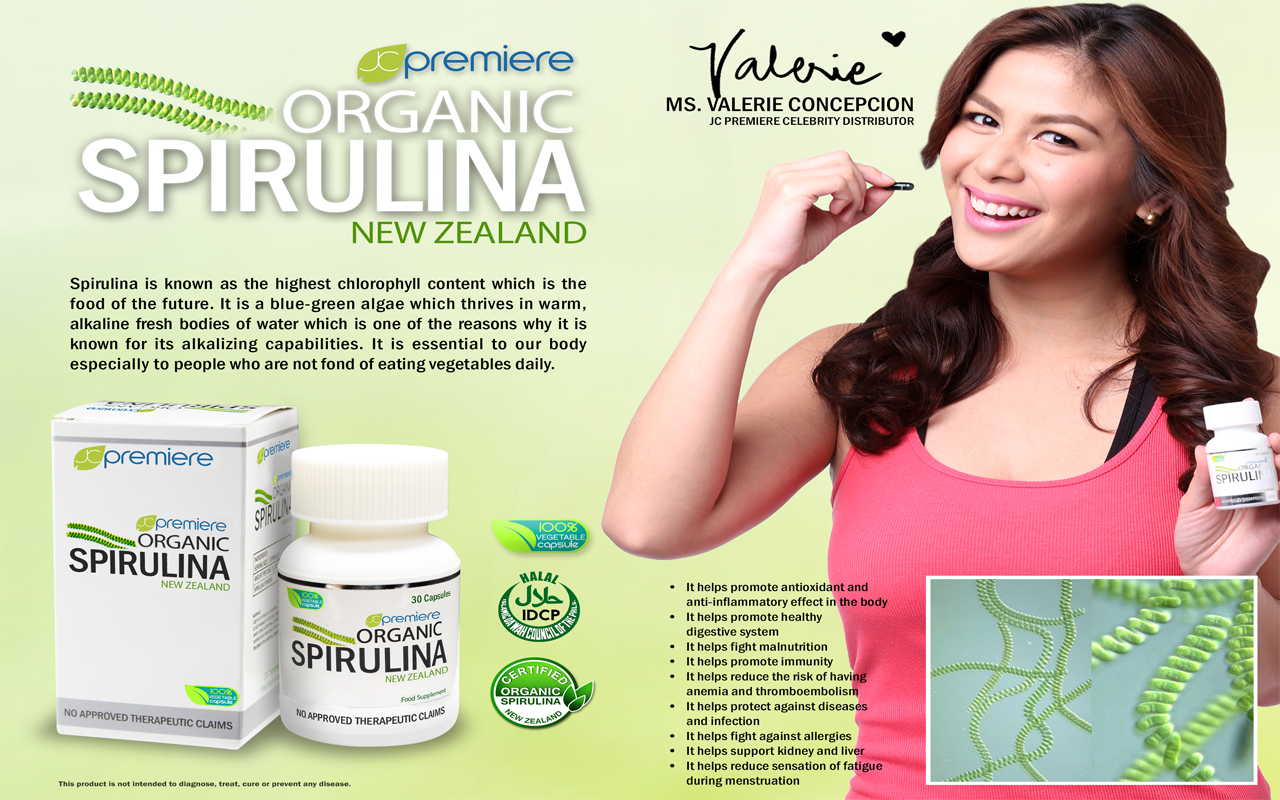 JC premiere
ORGANIC
SPIRULINA
NEW ZEALAND
Valerie
MS. VALERIE CONCEPCION
JC PREMIERE CELEBRITY DISTRIBUTOR
Spirulina is known as the highest chlorophyll content which is the
food of the future. It is a blue-green algae which thrives in warm,
alkaline fresh bodies of water which is one of the reasons why it is
known for its alkalizing capabilities. It is essential to our body
especially to people who are not fond of eating vegetables daily.
JC premiere
JC premiere
ORGANIC
SPIRULINA
NEW ZEALAND
100%
VEGETABLE
capsule
NO APPROVED THERAPEUTIC CLAIMS
100%
VEGETABLE
capsule
30 Capsules
JC premiere
ORGANIC
SPIRULINA
NEW ZEALAND
Food Supplement
NO APPROVED THERAPEUTIC CLAIMS
100%
VEGETABLE
capsule
HALAL
حلال
IDCP
CERTIFIED
ORGANIC
SPIRULINA
NEW ZEALAND
SPIRULIN
• It helps promote antioxidant and
anti-inflammatory effect in the body
• It helps promote healthy
digestive system
• It helps fight malnutrition
• It helps promote immunity
• It helps reduce the risk of having
anemia and thromboembolism
• It helps protect against diseases
and infection
• It helps fight against allergies
• It helps support kidney and liver
• It helps reduce sensation of fatigue
during menstruation
This product is not intended to diagnose, treat, cure or prevent any disease.